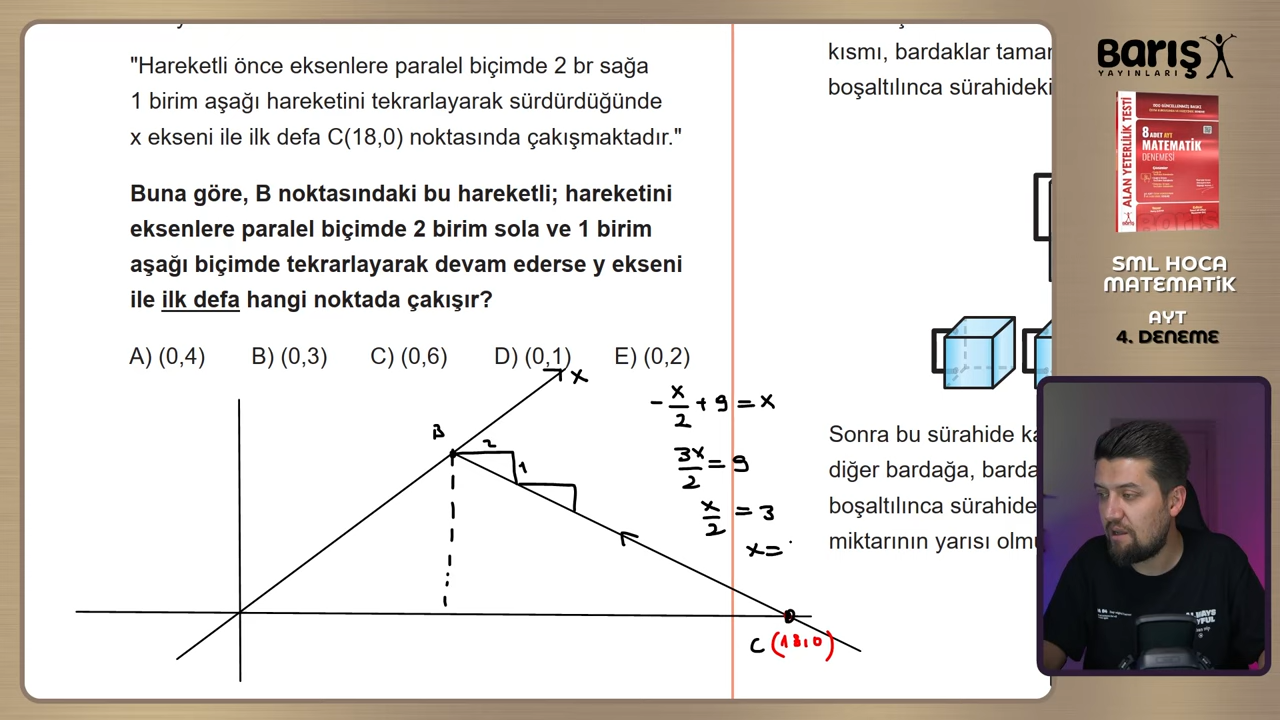 "Hareketli önce eksenlere paralel biçimde 2 br sağa
1 birim aşağı hareketini tekrarlayarak sürdürdüğünde
x ekseni ile ilk defa C(18,0) noktasında çakışmaktadır."
Buna göre, B noktasındaki bu hareketli; hareketini
eksenlere paralel biçimde 2 birim sola ve 1 birim
aşağı biçimde tekrarlayarak devam ederse y ekseni
ile ilk defa hangi noktada çakışır?
A) (0,4) B) (0,3) C) (0,6) D) (0,1) E) (0,2)
x
B
2
1
-x/2 + 9 = x
3x/2 = 9
x/2 = 3
x =
C (18,0)
kısmı, bardaklar tamar
boşaltılınca sürahideki
Sonra bu sürahide ka
diğer bardağa, barda
boşaltılınca sürahide
miktarının yarısı olmu
BARIŞ
YAYINLARI
ALAN YETERLİLİK TESTİ
8 ADET AYT
MATEMATİK
DENEMESİ
SML HOCA
MATEMATİK
AYT
4. DENEME